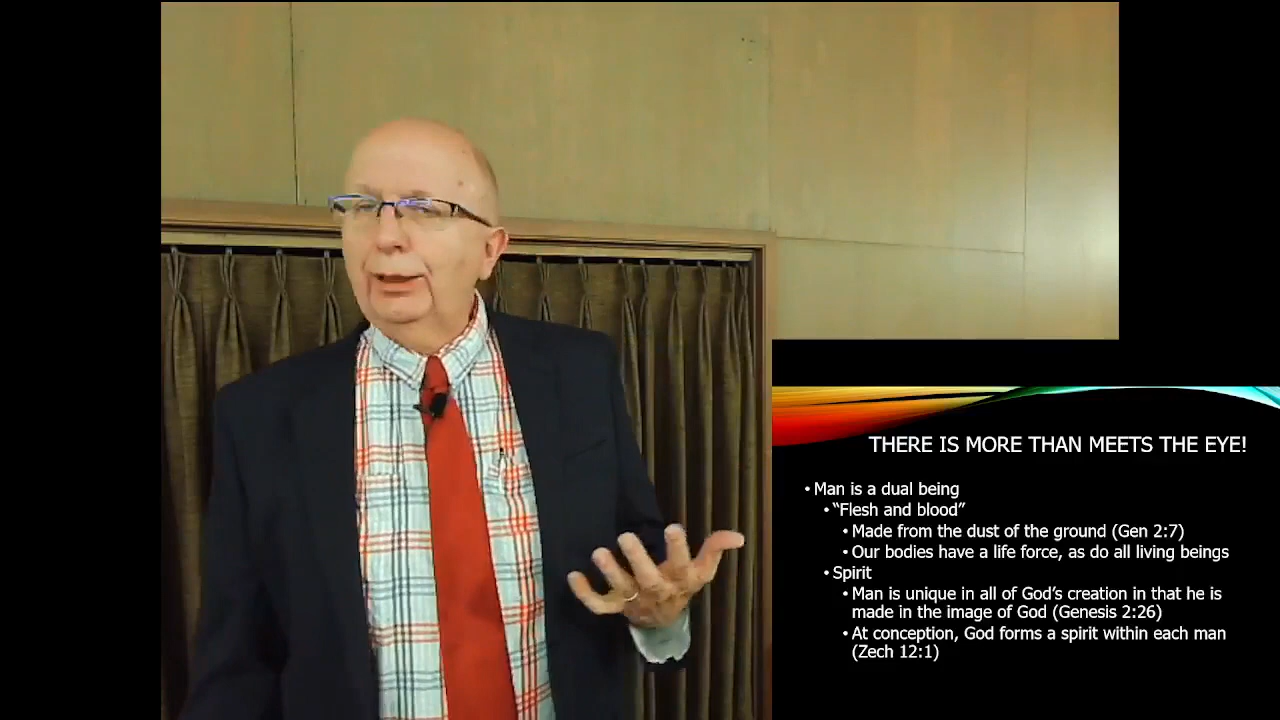 THERE IS MORE THAN MEETS THE EYE!
• Man is a dual being
• “Flesh and blood”
• Made from the dust of the ground (Gen 2:7)
• Our bodies have a life force, as do all living beings
• Spirit
• Man is unique in all of God’s creation in that he is
made in the image of God (Genesis 2:26)
• At conception, God forms a spirit within each man
(Zech 12:1)